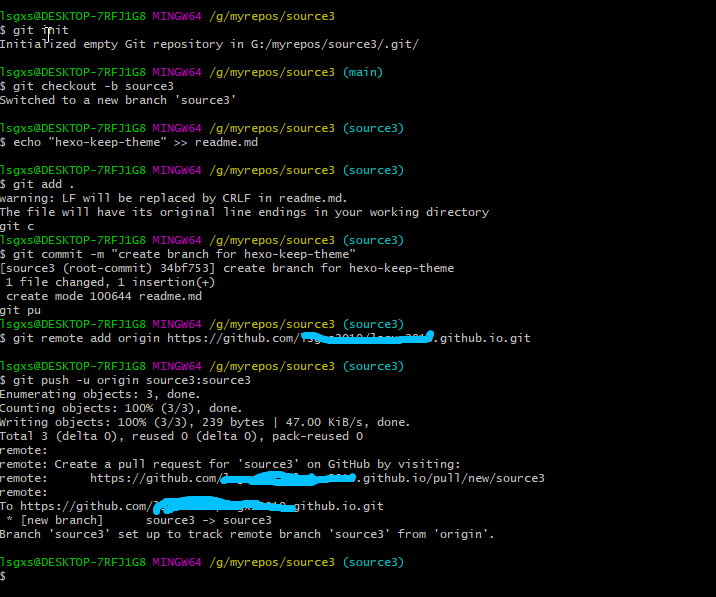 lsgxs@DESKTOP-7RFJ1G8 MINGW64 /g/myrepos/source3
$ git init
Initialized empty Git repository in G:/myrepos/source3/.git/
lsgxs@DESKTOP-7RFJ1G8 MINGW64 /g/myrepos/source3 (main)
$ git checkout -b source3
Switched to a new branch 'source3'
lsgxs@DESKTOP-7RFJ1G8 MINGW64 /g/myrepos/source3 (source3)
$ echo "hexo-keep-theme" >> readme.md
lsgxs@DESKTOP-7RFJ1G8 MINGW64 /g/myrepos/source3 (source3)
$ git add .
warning: LF will be replaced by CRLF in readme.md.
The file will have its original line endings in your working directory
git c
lsgxs@DESKTOP-7RFJ1G8 MINGW64 /g/myrepos/source3 (source3)
$ git commit -m "create branch for hexo-keep-theme"
[source3 (root-commit) 34bf753] create branch for hexo-keep-theme
 1 file changed, 1 insertion(+)
 create mode 100644 readme.md
git pu
lsgxs@DESKTOP-7RFJ1G8 MINGW64 /g/myrepos/source3 (source3)
$ git remote add origin https://github.com/ .github.io.git
lsgxs@DESKTOP-7RFJ1G8 MINGW64 /g/myrepos/source3 (source3)
$ git push -u origin source3:source3
Enumerating objects: 3, done.
Counting objects: 100% (3/3), done.
Writing objects: 100% (3/3), 239 bytes | 47.00 KiB/s, done.
Total 3 (delta 0), reused 0 (delta 0), pack-reused 0
remote:
remote: Create a pull request for 'source3' on GitHub by visiting:
remote:      https://github.com/ .github.io/pull/new/source3
remote:
To https://github.com/ .github.io.git
 * [new branch]      source3 -> source3
Branch 'source3' set up to track remote branch 'source3' from 'origin'.
lsgxs@DESKTOP-7RFJ1G8 MINGW64 /g/myrepos/source3 (source3)
$